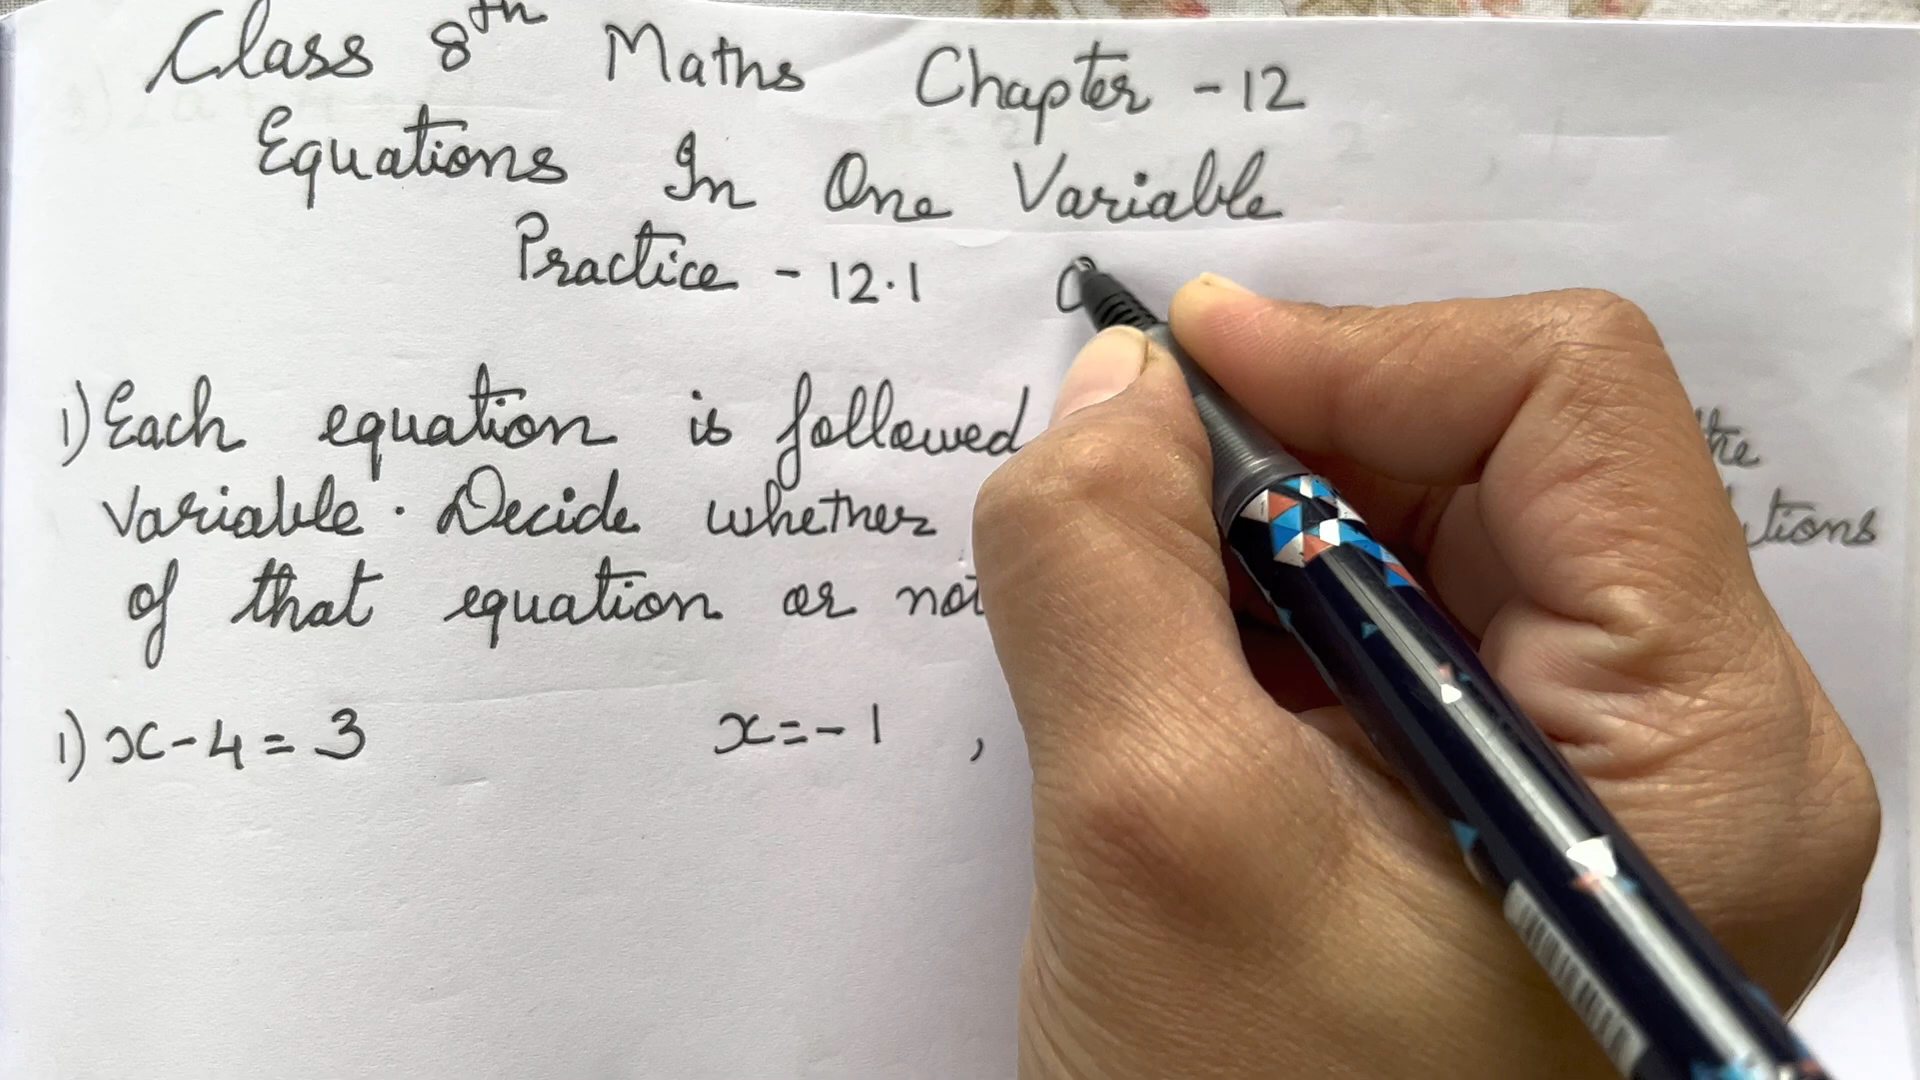 Class 8th Maths Chapter - 12
Equations In One Variable
Practice - 12.1
1) Each equation is followed the
variable. Decide whether
of that equation or not
1) x - 4 = 3 x = - 1 ,